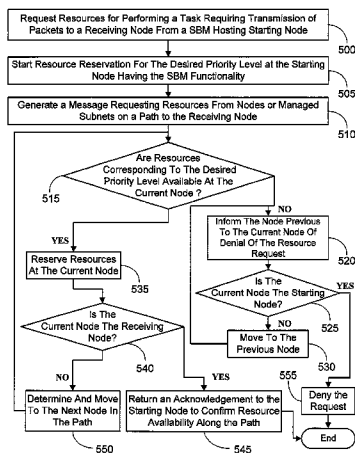 Request Resources for Performing a Task Requiring Transmission of
Packets to a Receiving Node From a SBM Hosting Starting Node
500
Start Resource Reservation For The Desired Priority Level at the Starting
Node Having the SBM Functionality
505
Generate a Message Requesting Resources From Nodes or Managed
Subnets on a Path to the Receiving Node
510
Are Resources
Corresponding To The Desired
Priority Level Available At The
Current Node ?
515
NO
Inform The Node Previous
To The Current Node Of
Denial Of The Resource
Request
520
YES
Reserve Resources
At The Current Node
535
Is The
Current Node The Starting
Node?
525
YES
NO
Move To The
Previous Node
530
Is The
Current Node The Receiving
Node?
540
NO
YES
555
Deny the
Request
Determine And Move
To The Next Node In
The Path
550
Return an Acknowledgement to the
Starting Node to Confirm Resource
Availability Along the Path
545
End